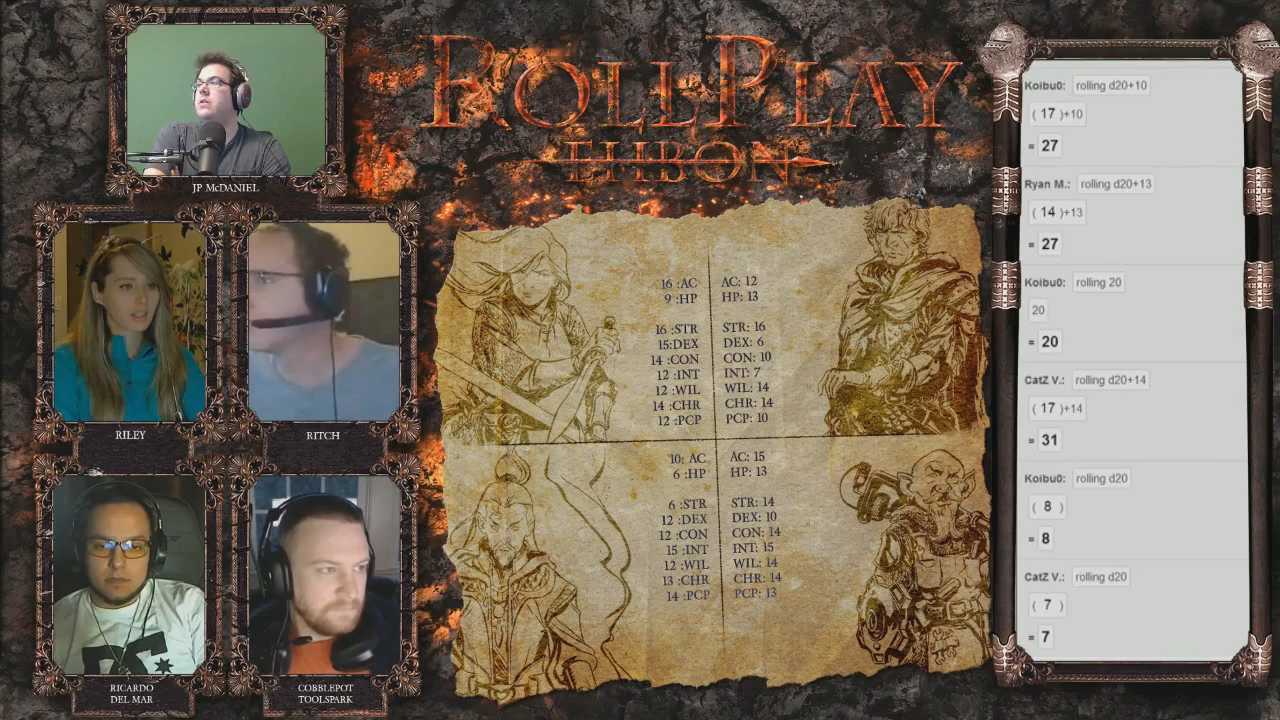 ROLLPLAY
EHBON
JP McDANIEL
RILEY
RITCH
RICARDO
DEL MAR
COBBLEPOT
TOOLSPARK
16 :AC
9 :HP
16 :STR
15:DEX
14 :CON
12 :INT
12 :WIL
14 :CHR
12 :PCP
AC: 12
HP: 13
STR: 16
DEX: 6
CON: 10
INT: 7
WIL: 14
CHR: 14
PCP: 10
10: AC
6 :HP
6 :STR
12 :DEX
12 :CON
15 :INT
12 :WIL
13 :CHR
14 :PCP
AC: 15
HP: 13
STR: 14
DEX: 10
CON: 14
INT: 15
WIL: 14
CHR: 14
PCP: 13
Koibu0: rolling d20+10
( 17 )+10
= 27
Ryan M.: rolling d20+13
( 14 )+13
= 27
Koibu0: rolling 20
20
= 20
CatZ V.: rolling d20+14
( 17 )+14
= 31
Koibu0: rolling d20
( 8 )
= 8
CatZ V.: rolling d20
( 7 )
= 7